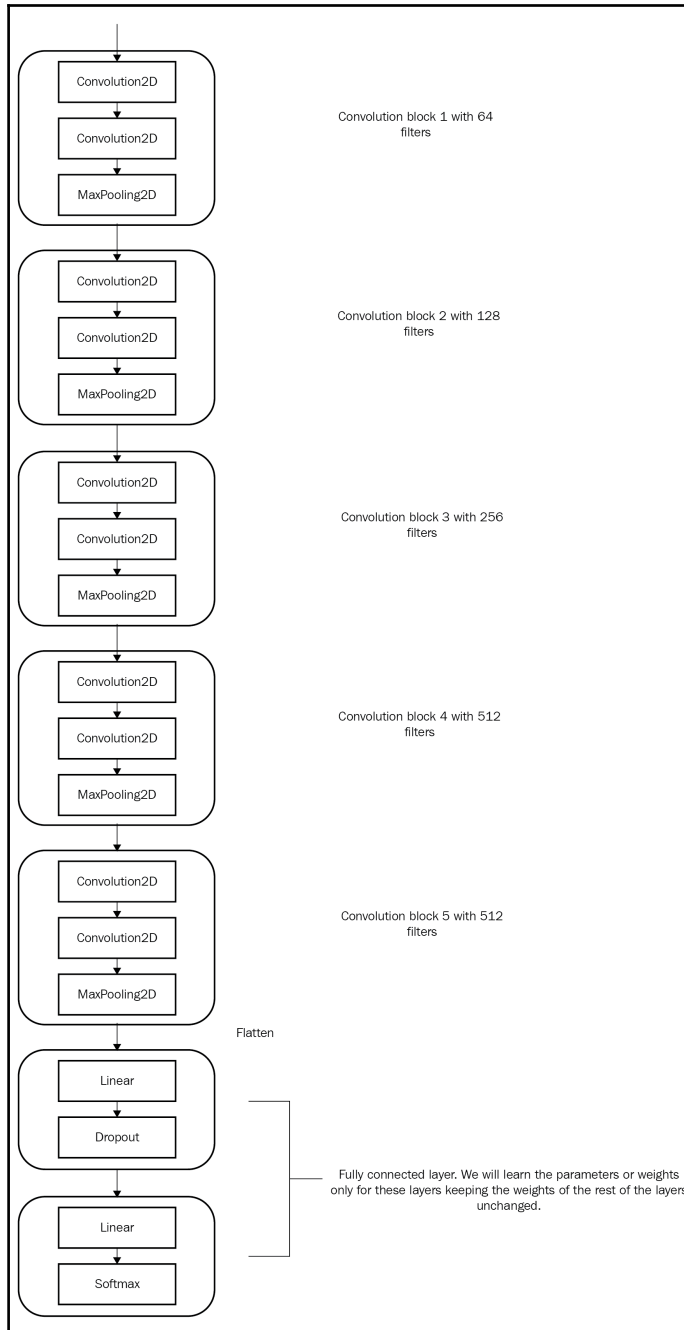 Convolution2D
Convolution2D
MaxPooling2D
Convolution block 1 with 64
filters
Convolution2D
Convolution2D
MaxPooling2D
Convolution block 2 with 128
filters
Convolution2D
Convolution2D
MaxPooling2D
Convolution block 3 with 256
filters
Convolution2D
Convolution2D
MaxPooling2D
Convolution block 4 with 512
filters
Convolution2D
Convolution2D
MaxPooling2D
Convolution block 5 with 512
filters
Flatten
Linear
Dropout
Linear
Softmax
Fully connected layer. We will learn the parameters or weights
only for these layers keeping the weights of the rest of the layers
unchanged.